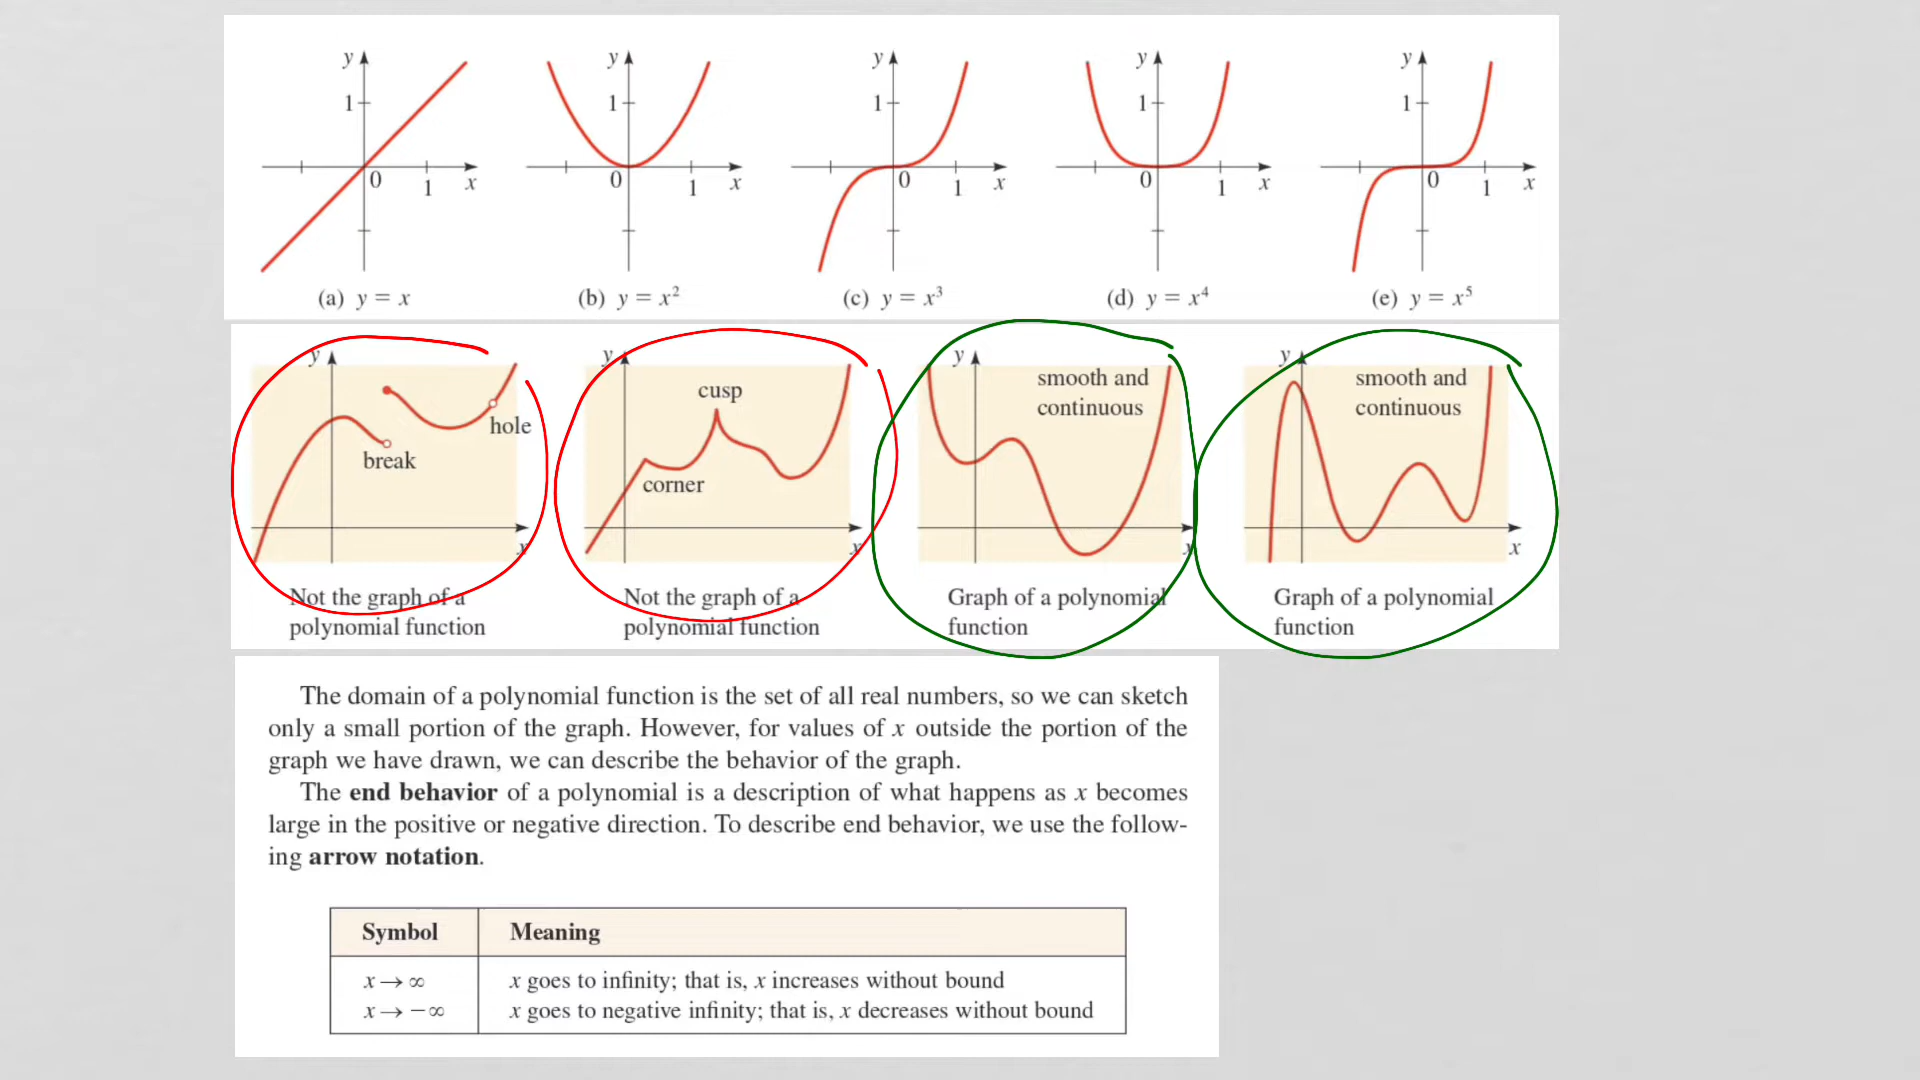 y
1
0
1
x
(a) y = x
y
1
0
1
x
(b) y = x²
y
1
0
1
x
(c) y = x³
y
1
0
1
x
(d) y = x⁴
y
1
0
1
x
(e) y = x⁵
y
hole
break
x
Not the graph of a
polynomial function
y
cusp
corner
x
Not the graph of a
polynomial function
y
smooth and
continuous
x
Graph of a polynomial
function
y
smooth and
continuous
x
Graph of a polynomial
function
The domain of a polynomial function is the set of all real numbers, so we can sketch
only a small portion of the graph. However, for values of x outside the portion of the
graph we have drawn, we can describe the behavior of the graph.
The end behavior of a polynomial is a description of what happens as x becomes
large in the positive or negative direction. To describe end behavior, we use the follow-
ing arrow notation.
Symbol Meaning
x → ∞ x goes to infinity; that is, x increases without bound
x → −∞ x goes to negative infinity; that is, x decreases without bound